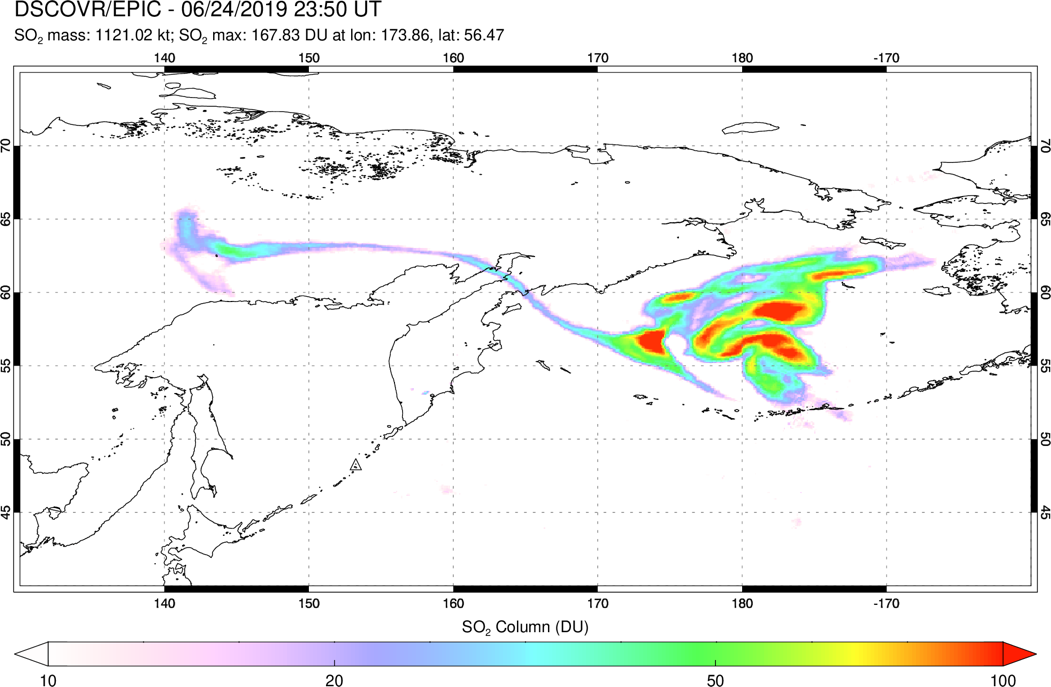 DSCOVR/EPIC - 06/24/2019 23:50 UT
SO2 mass: 1121.02 kt; SO2 max: 167.83 DU at lon: 173.86, lat: 56.47
140 150 160 170 180 -170
70 70
65 65
60 60
55 55
50 50
45 45
140 150 160 170 180 -170
SO2 Column (DU)
10 20 50 100